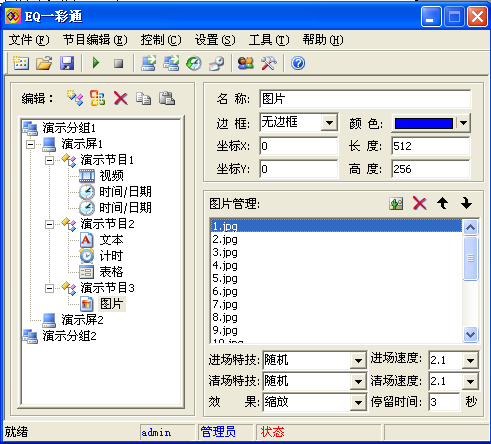 EQ一彩通
文件(F) 节目编辑(E) 控制(C) 设置(S) 工具(T) 帮助(H)
编辑:
演示分组1
演示屏1
演示节目1
视频
时间/日期
时间/日期
演示节目2
文本
计时
表格
演示节目3
图片
演示屏2
演示分组2
名 称: 图片
边 框: 无边框 颜 色:
坐标X: 0 长 度: 512
坐标Y: 0 高 度: 256
图片管理:
1.jpg
2.jpg
3.jpg
4.jpg
5.jpg
6.jpg
7.jpg
8.jpg
9.jpg
10.jpg
进场特技: 随机 进场速度: 2.1
清场特技: 随机 清场速度: 2.1
效 果: 缩放 停留时间: 3 秒
就绪 admin 管理员 状态